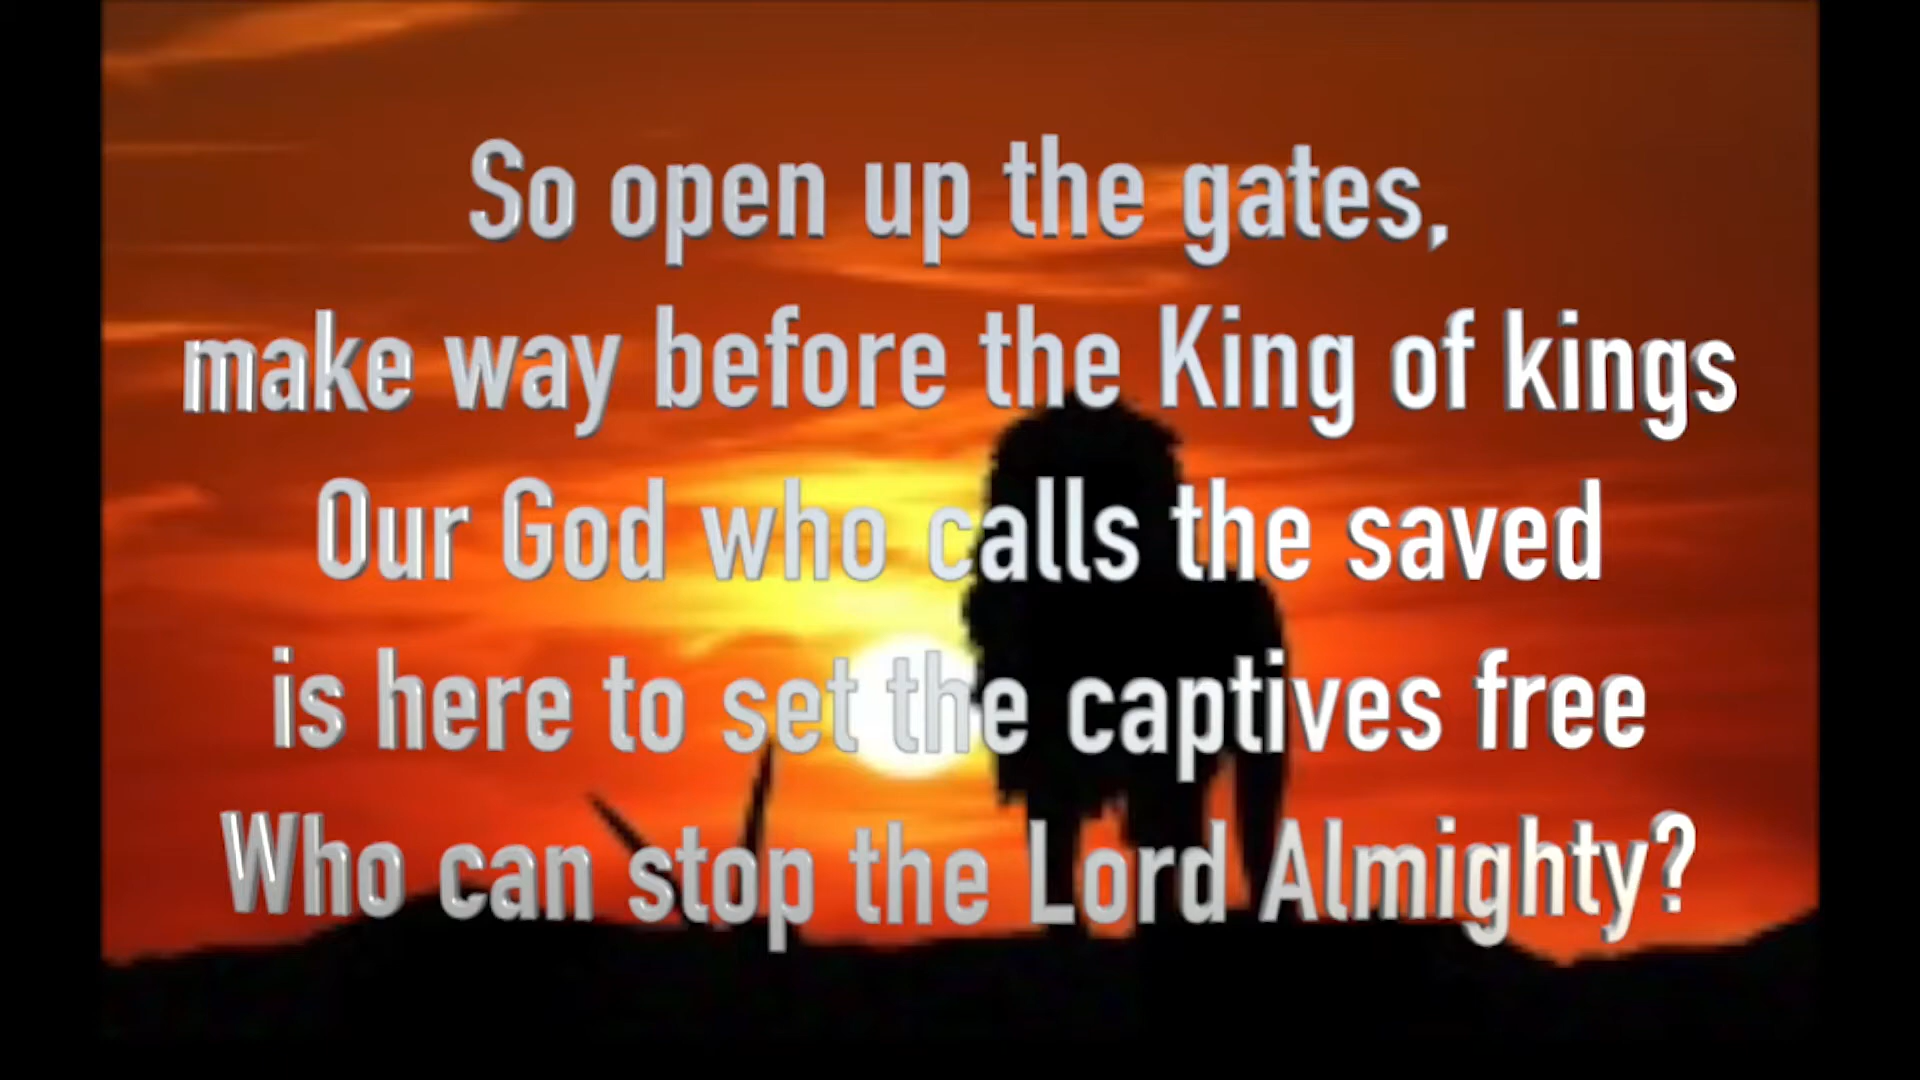 So open up the gates,
make way before the King of kings
Our God who calls the saved
is here to set the captives free
Who can stop the Lord Almighty?